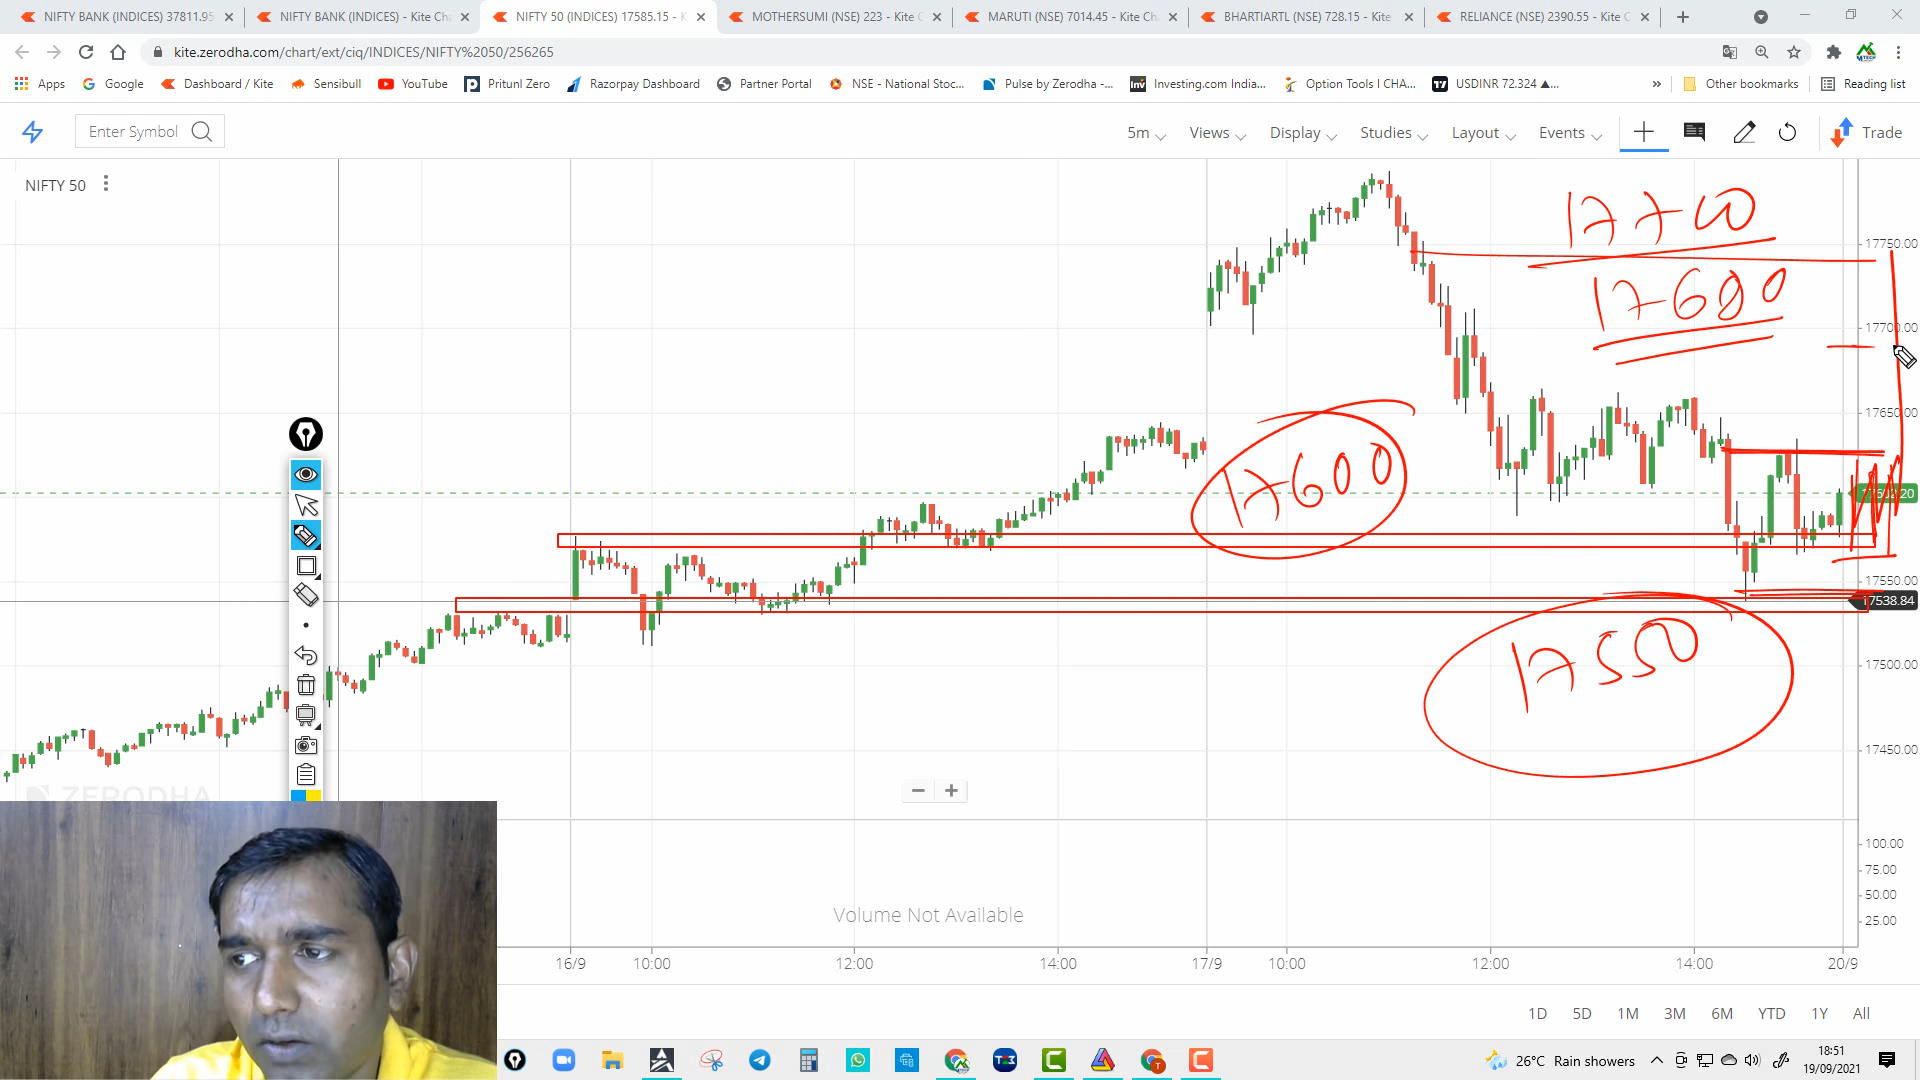 NIFTY BANK (INDICES) 37811.95
NIFTY BANK (INDICES) - Kite Ch
NIFTY 50 (INDICES) 17585.15 - K
MOTHERSUMI (NSE) 223 - Kite C
MARUTI (NSE) 7014.45 - Kite Cha
BHARTIARTL (NSE) 728.15 - Kite
RELIANCE (NSE) 2390.55 - Kite C
kite.zerodha.com/chart/ext/ciq/INDICES/NIFTY%2050/256265
Apps
Google
Dashboard / Kite
Sensibull
YouTube
Pritunl Zero
Razorpay Dashboard
Partner Portal
NSE - National Stoc...
Pulse by Zerodha -...
Investing.com India...
Option Tools I CHA...
USDINR 72.324 ▲...
»
Other bookmarks
Reading list
Enter Symbol
5m
Views
Display
Studies
Layout
Events
Trade
NIFTY 50
17750.00
17700.00
17650.00
17550.00
17538.84
17500.00
17450.00
17680
17600
17550
ZERODHA
Volume Not Available
100.00
75.00
50.00
25.00
16/9
10:00
12:00
14:00
17/9
10:00
12:00
14:00
20/9
1D
5D
1M
3M
6M
YTD
1Y
All
26°C Rain showers
18:51
19/09/2021